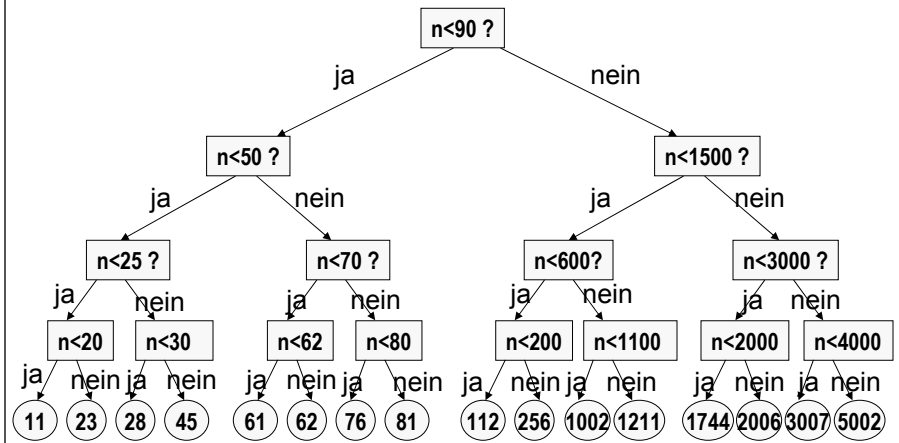 n<90 ?
ja nein
n<50 ? n<1500 ?
ja nein ja nein
n<25 ? n<70 ? n<600? n<3000 ?
ja nein ja nein ja nein ja nein
n<20 n<30 n<62 n<80 n<200 n<1100 n<2000 n<4000
ja nein ja nein ja nein ja nein ja nein ja nein ja nein ja nein
11 23 28 45 61 62 76 81 112 256 1002 1211 1744 2006 3007 5002